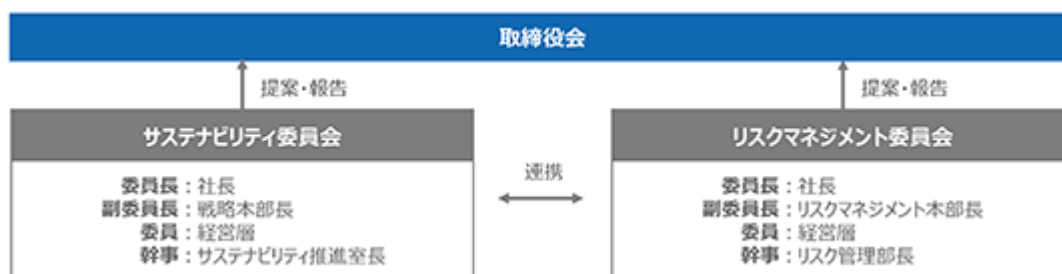 取締役会
提案・報告
提案・報告
サステナビリティ委員会
リスクマネジメント委員会
連携
委員長：社長
副委員長：戦略本部長
委員：経営層
幹事：サステナビリティ推進室長
委員長：社長
副委員長：リスクマネジメント本部長
委員：経営層
幹事：リスク管理部長